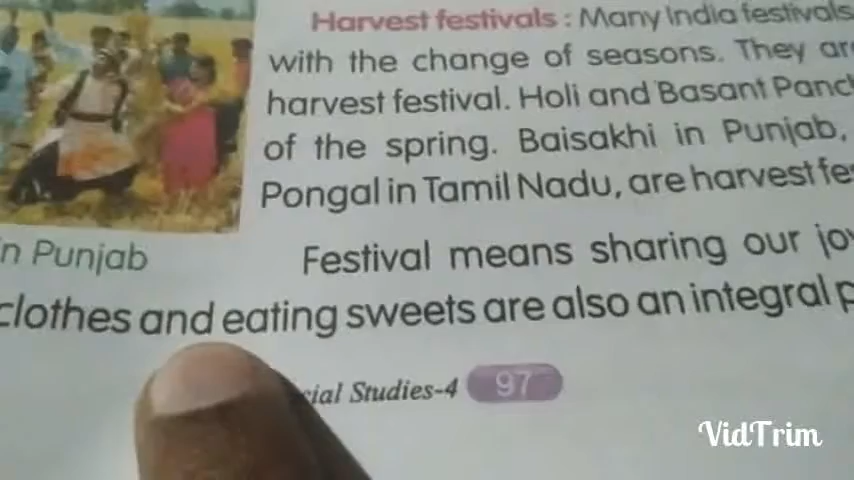 Harvest festivals : Many India festivals
with the change of seasons. They
harvest festival. Holi and Basant
of the spring. Baisakhi in Punjab,
Pongal in Tamil Nadu, are harvest
in Punjab
Festival means sharing our
clothes and eating sweets are also an integral
cial Studies-4 97
VidTrim